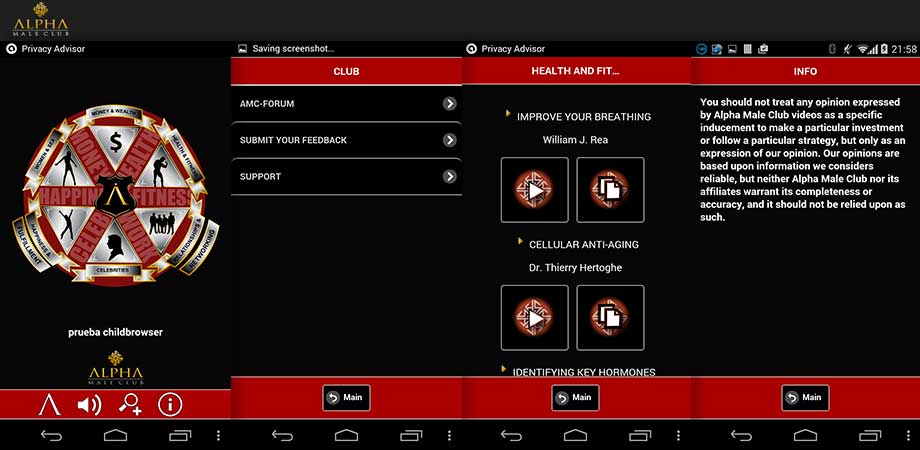 ALPHA
MALE CLUB
Privacy Advisor
MONEY & WEALTH
HEALTH & FITNESS
RELATIONSHIPS &
NETWORKING
CELEBRITIES
HAPPINESS &
FULFILLMENT
WOMEN & SEX
$
HAPPIN
FITNES
CELEB
prueba childbrowser
ALPHA
MALE CLUB
Saving screenshot...
CLUB
AMC-FORUM
SUBMIT YOUR FEEDBACK
SUPPORT
Main
Privacy Advisor
HEALTH AND FIT...
IMPROVE YOUR BREATHING
William J. Rea
CELLULAR ANTI-AGING
Dr. Thierry Hertoghe
IDENTIFYING KEY HORMONES
Main
21:58
INFO
You should not treat any opinion expressed
by Alpha Male Club videos as a specific
inducement to make a particular investment
or follow a particular strategy, but only as an
expression of our opinion. Our opinions are
based upon information we considers
reliable, but neither Alpha Male Club nor its
affiliates warrant its completeness or
accuracy, and it should not be relied upon as
such.
Main